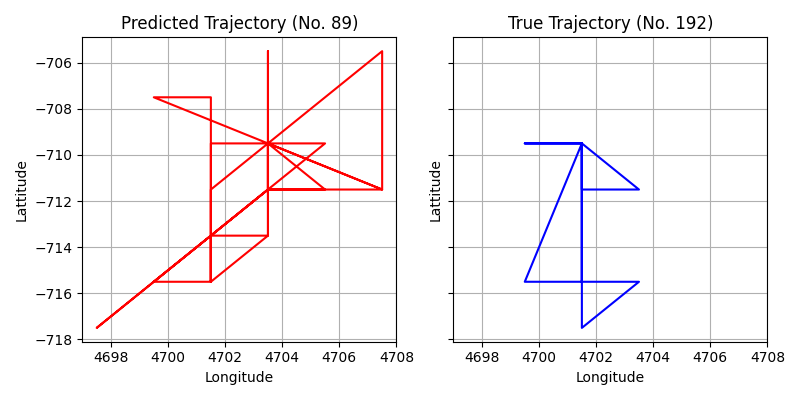 Predicted Trajectory (No. 89)
True Trajectory (No. 192)
Lattitude
−706
−708
−710
−712
−714
−716
−718
4698 4700 4702 4704 4706 4708
Longitude
Lattitude
4698 4700 4702 4704 4706 4708
Longitude